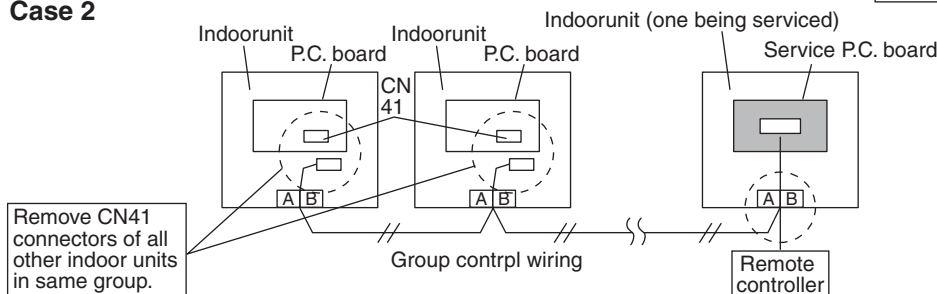 Case 2
Indoorunit (one being serviced)
Indoorunit
Indoorunit
P.C. board
P.C. board
Service P.C. board
CN
41
A B
A B
A B
Remove CN41
connectors of all
other indoor units
in same group.
Group contrpl wiring
Remote
controller